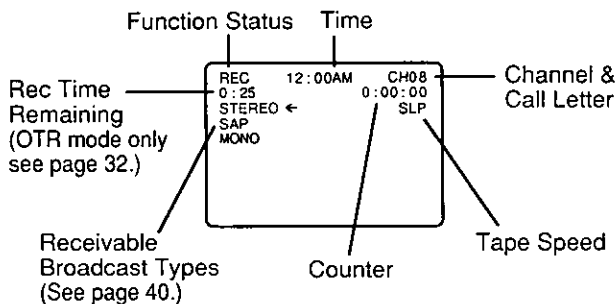 Function Status Time
REC 12:00AM CH08
0:25 0:00:00
STEREO ← SLP
SAP
MONO
Channel &
Call Letter
Rec Time
Remaining
(OTR mode only
see page 32.)
Receivable
Broadcast Types
(See page 40.)
Counter
Tape Speed